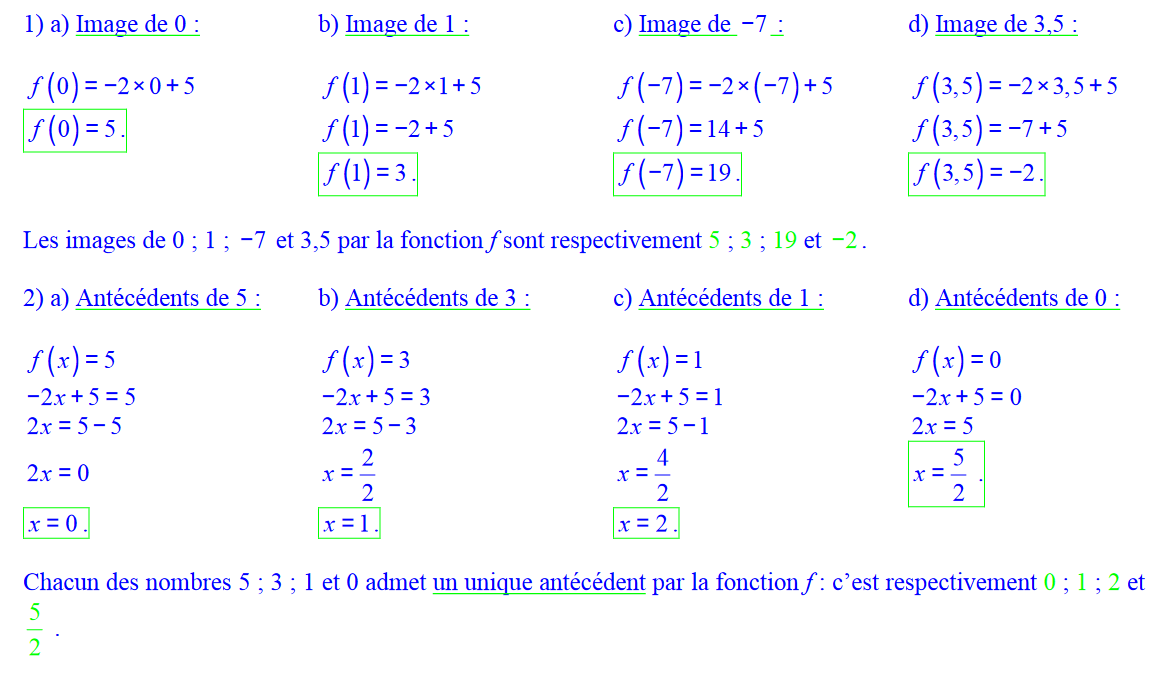 1) a) Image de 0 : b) Image de 1 : c) Image de −7 : d) Image de 3,5 :
f(0) = −2×0+5 f(1) = −2×1+5 f(−7) = −2×(−7)+5 f(3,5) = −2×3,5+5
f(0) = 5. f(1) = −2+5 f(−7) = 14+5 f(3,5) = −7+5
f(1) = 3. f(−7) = 19. f(3,5) = −2.
Les images de 0 ; 1 ; −7 et 3,5 par la fonction f sont respectivement 5 ; 3 ; 19 et −2.
2) a) Antécédents de 5 : b) Antécédents de 3 : c) Antécédents de 1 : d) Antécédents de 0 :
f(x) = 5 f(x) = 3 f(x) = 1 f(x) = 0
−2x+5 = 5 −2x+5 = 3 −2x+5 = 1 −2x+5 = 0
2x = 5−5 2x = 5−3 2x = 5−1 2x = 5
2x = 0 x = 2/2 x = 4/2 x = 5/2 .
x = 0. x = 1. x = 2.
Chacun des nombres 5 ; 3 ; 1 et 0 admet un unique antécédent par la fonction f : c’est respectivement 0 ; 1 ; 2 et
5/2 .